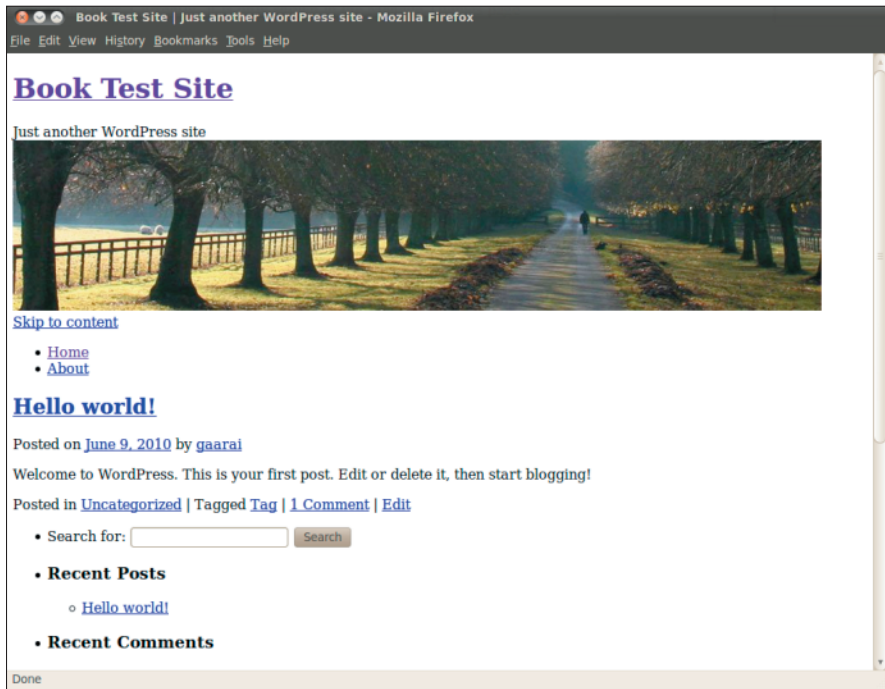 Book Test Site | Just another WordPress site - Mozilla Firefox
File Edit View History Bookmarks Tools Help
Book Test Site
Just another WordPress site
Skip to content
• Home
• About
Hello world!
Posted on June 9, 2010 by gaarai
Welcome to WordPress. This is your first post. Edit or delete it, then start blogging!
Posted in Uncategorized | Tagged Tag | 1 Comment | Edit
• Search for: Search
• Recent Posts
◦ Hello world!
• Recent Comments
Done